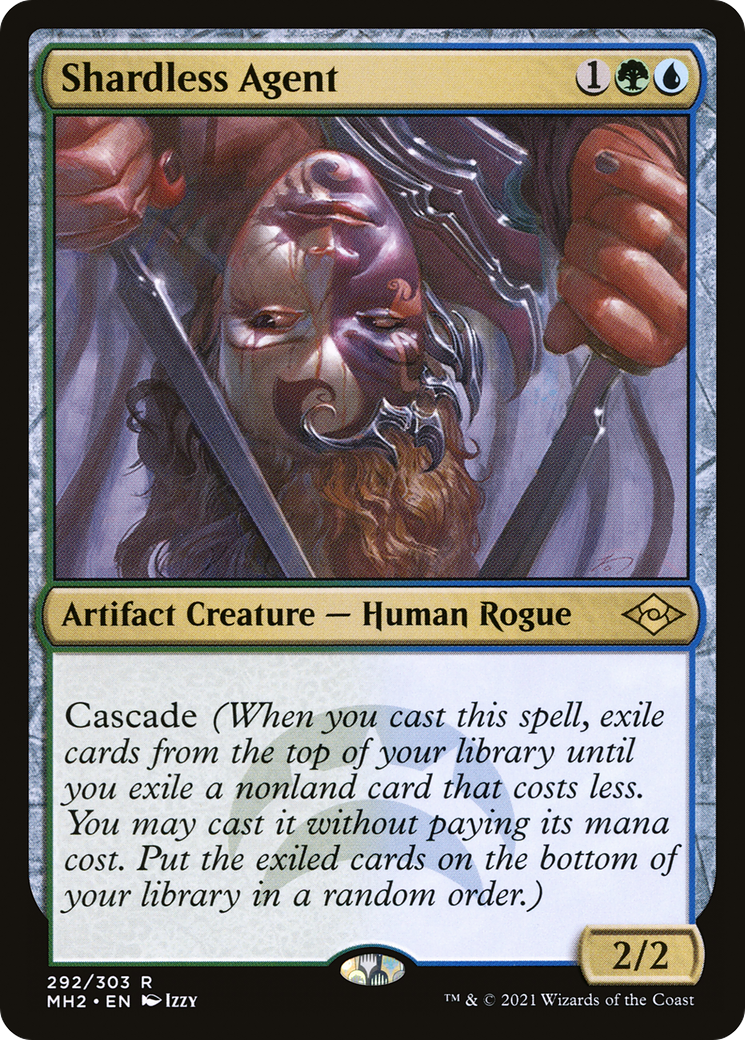 Shardless Agent 1
Artifact Creature — Human Rogue
Cascade (When you cast this spell, exile
cards from the top of your library until
you exile a nonland card that costs less.
You may cast it without paying its mana
cost. Put the exiled cards on the bottom of
your library in a random order.)
2/2
292/303 R
MH2 • EN Izzy
™ & © 2021 Wizards of the Coast